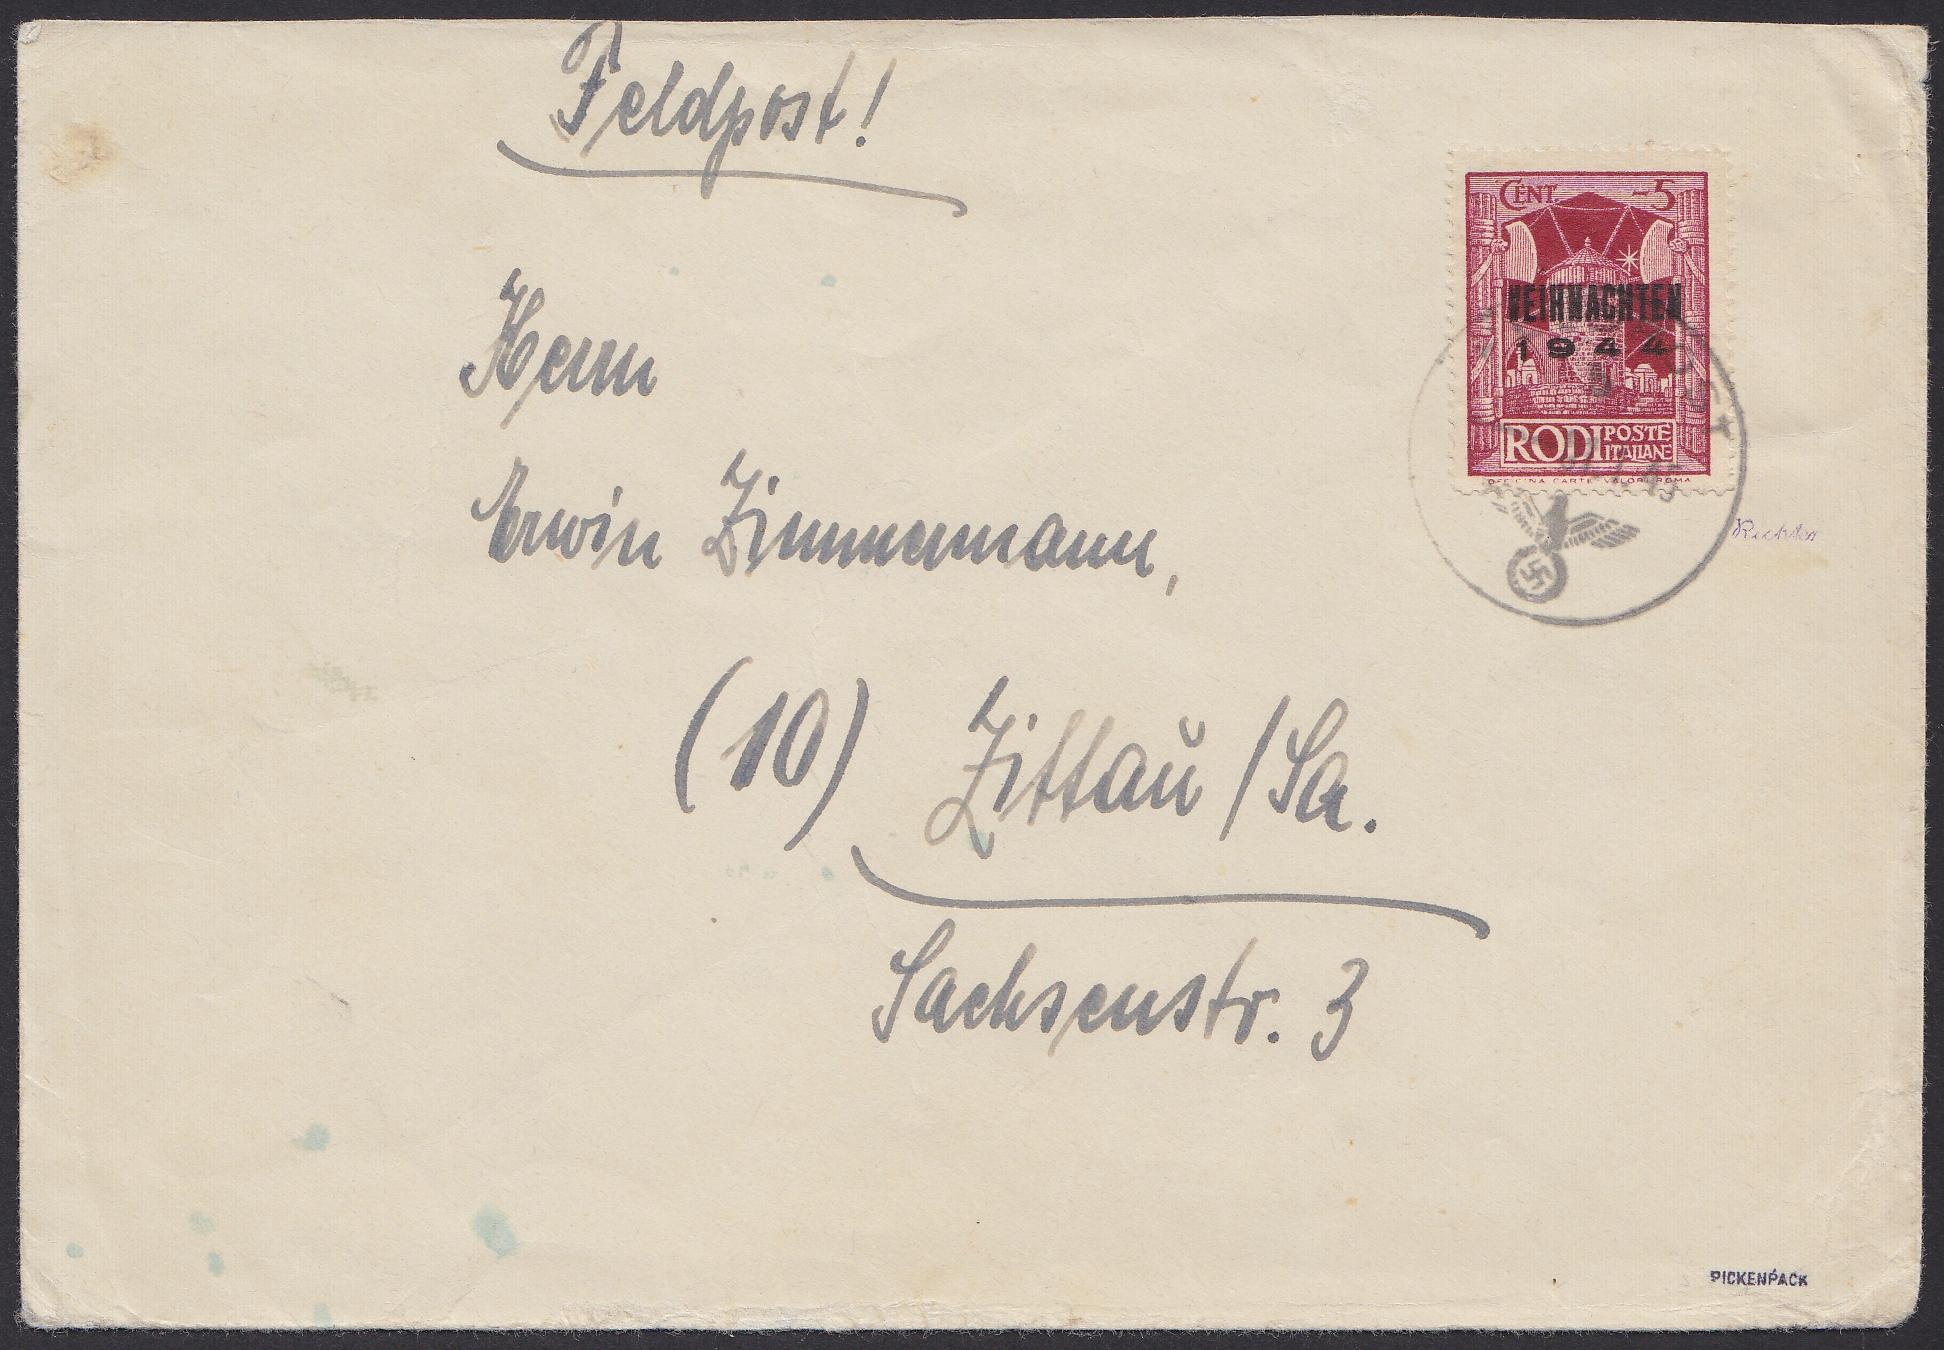 Feldpost!
CENT -5
WEIHNACHTEN
1944
RODI POSTE ITALIANE
OFFICINA CARTE VALORI ROMA
Herrn
Erwin Zimmermann,
Richter
(10) Zittau/Sa.
Sachsenstr. 3
PICKENPACK